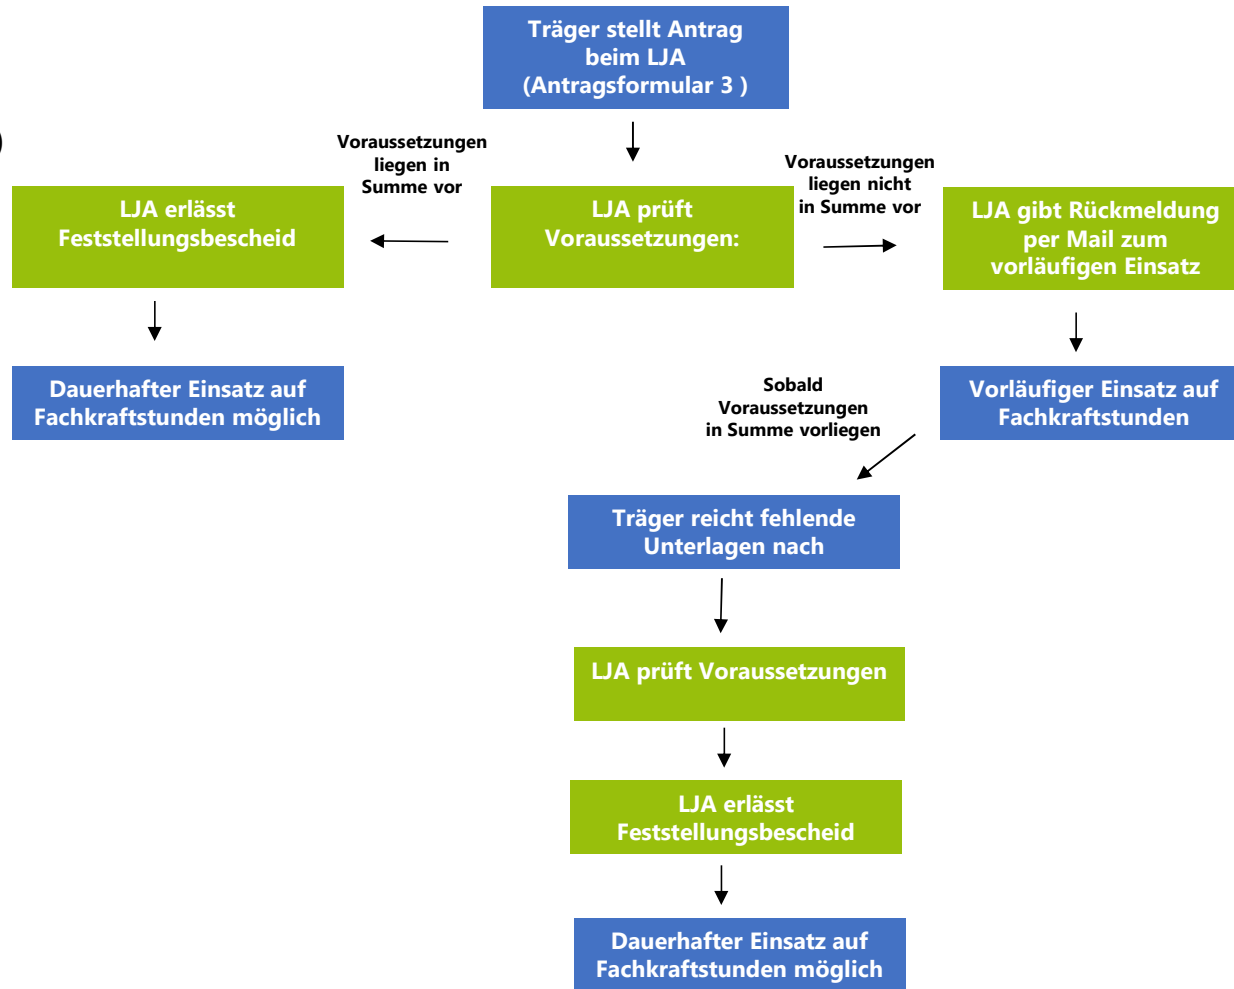 Träger stellt Antrag
beim LJA
(Antragsformular 3 )
)
Voraussetzungen
liegen in
Summe vor
Voraussetzungen
liegen nicht
in Summe vor
LJA erlässt
Feststellungsbescheid
LJA prüft
Voraussetzungen:
LJA gibt Rückmeldung
per Mail zum
vorläufigen Einsatz
Dauerhafter Einsatz auf
Fachkraftstunden möglich
Sobald
Voraussetzungen
in Summe vorliegen
Vorläufiger Einsatz auf
Fachkraftstunden
Träger reicht fehlende
Unterlagen nach
LJA prüft Voraussetzungen
LJA erlässt
Feststellungsbescheid
Dauerhafter Einsatz auf
Fachkraftstunden möglich